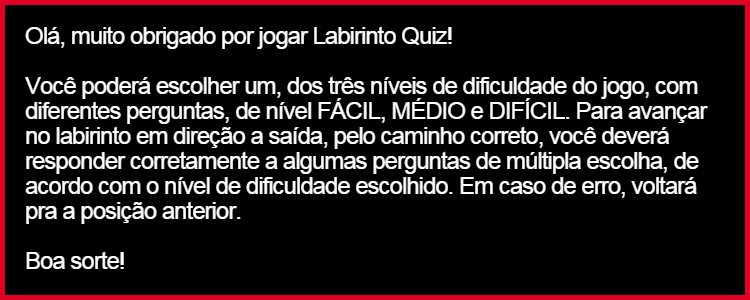 Olá, muito obrigado por jogar Labirinto Quiz!
Você poderá escolher um, dos três níveis de dificuldade do jogo, com
diferentes perguntas, de nível FÁCIL, MÉDIO e DIFÍCIL. Para avançar
no labirinto em direção a saída, pelo caminho correto, você deverá
responder corretamente a algumas perguntas de múltipla escolha, de
acordo com o nível de dificuldade escolhido. Em caso de erro, voltará
pra a posição anterior.
Boa sorte!